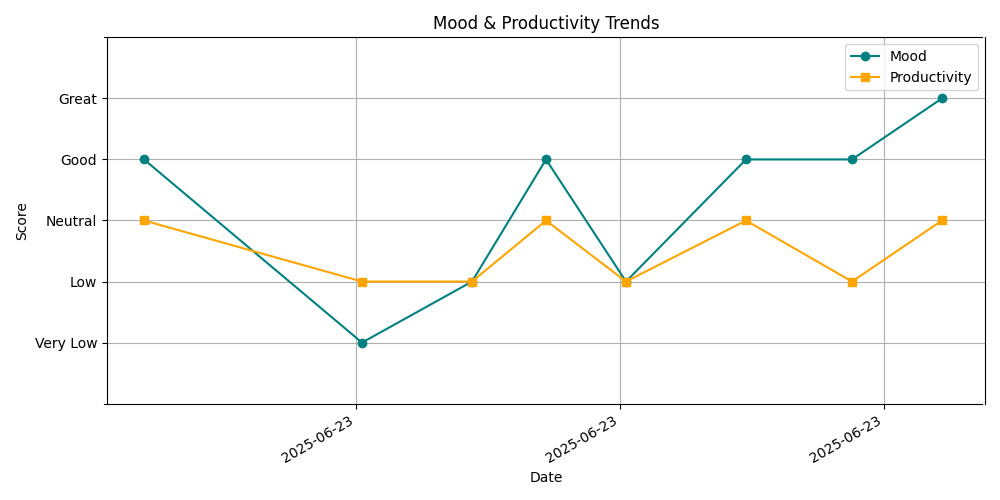 Mood & Productivity Trends
Mood
Productivity
Great
Good
Neutral
Low
Very Low
Score
2025-06-23
2025-06-23
2025-06-23
Date